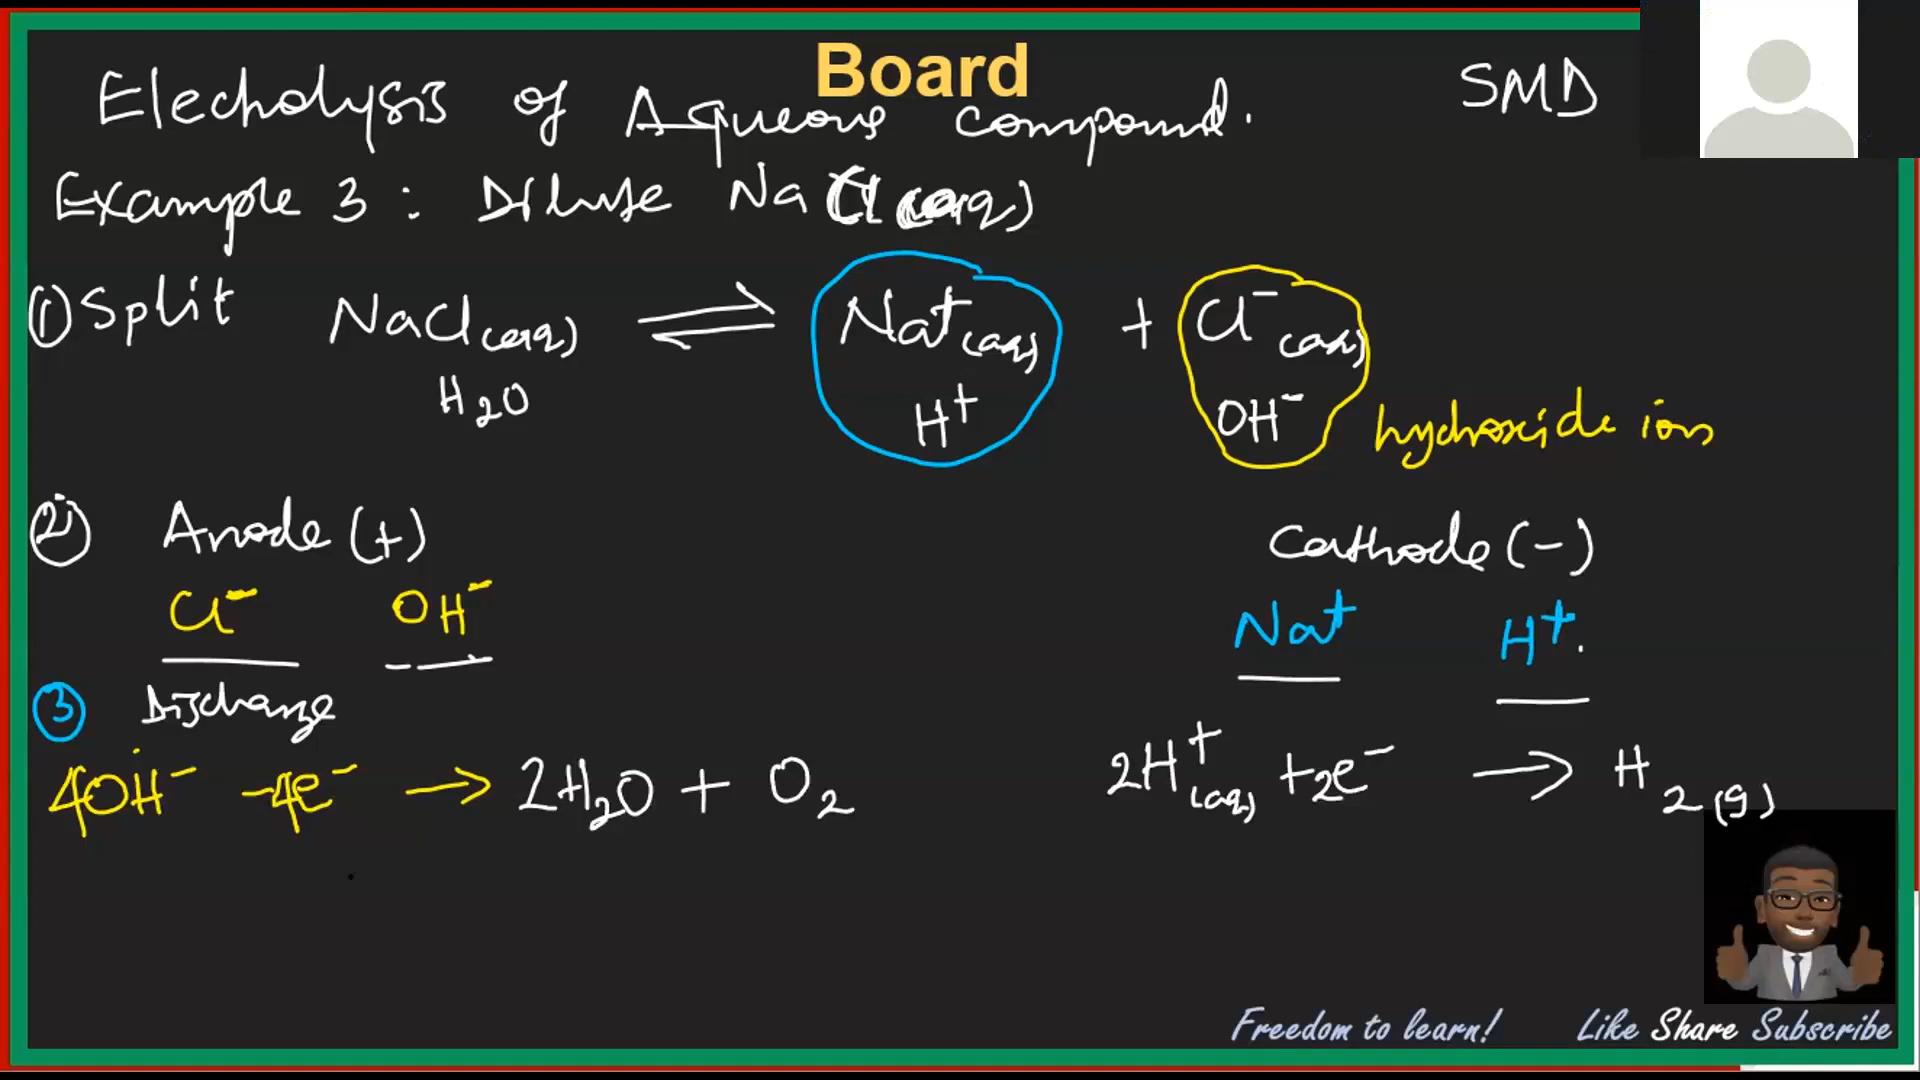 Board
Electrolysis of Aqueous compound. SMD
Example 3 : Dilute NaCl(aq)
① Split NaCl(aq) ⇌ Na⁺(aq) + Cl⁻(aq)
H₂O H⁺ OH⁻ hydroxide ions
② Anode (+) Cathode (-)
Cl⁻ OH⁻ Na⁺ H⁺.
③ Discharge
4OH⁻ -4e⁻ → 2H₂O + O₂ 2H⁺(aq) +2e⁻ → H₂(g)
Freedom to learn! Like Share Subscribe